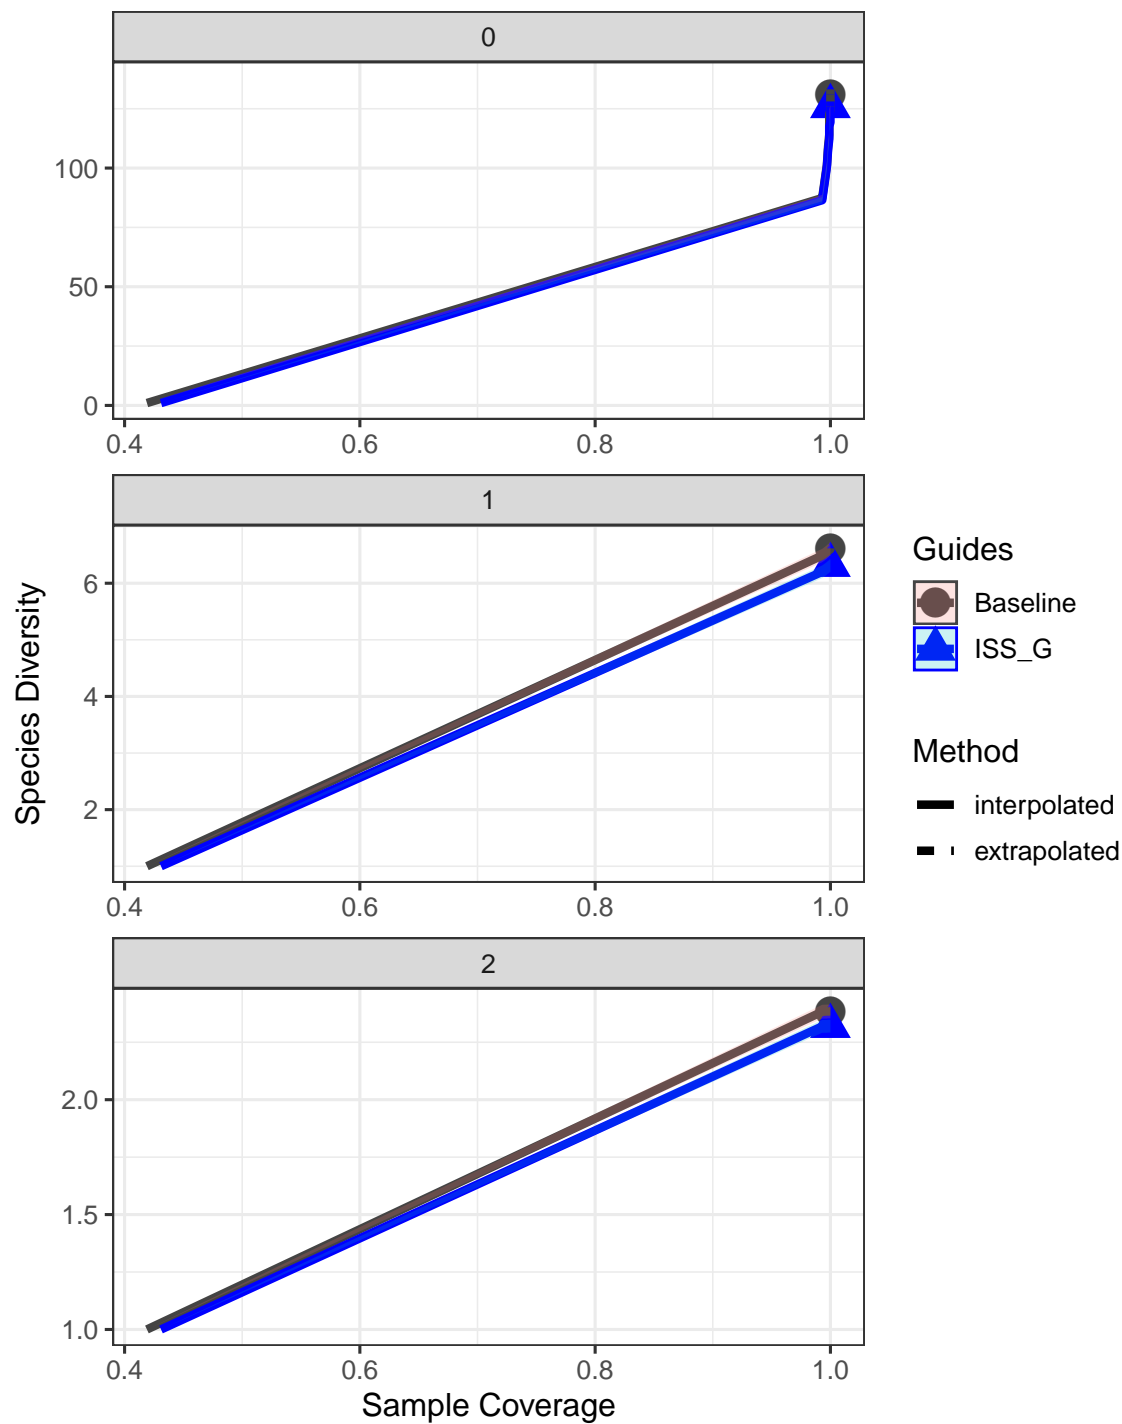 0
100
50
0
0.4 0.6 0.8 1.0
1
6
4
2
0.4 0.6 0.8 1.0
2
2.0
1.5
1.0
0.4 0.6 0.8 1.0
Sample Coverage
Species Diversity
Guides
Baseline
ISS_G
Method
interpolated
extrapolated